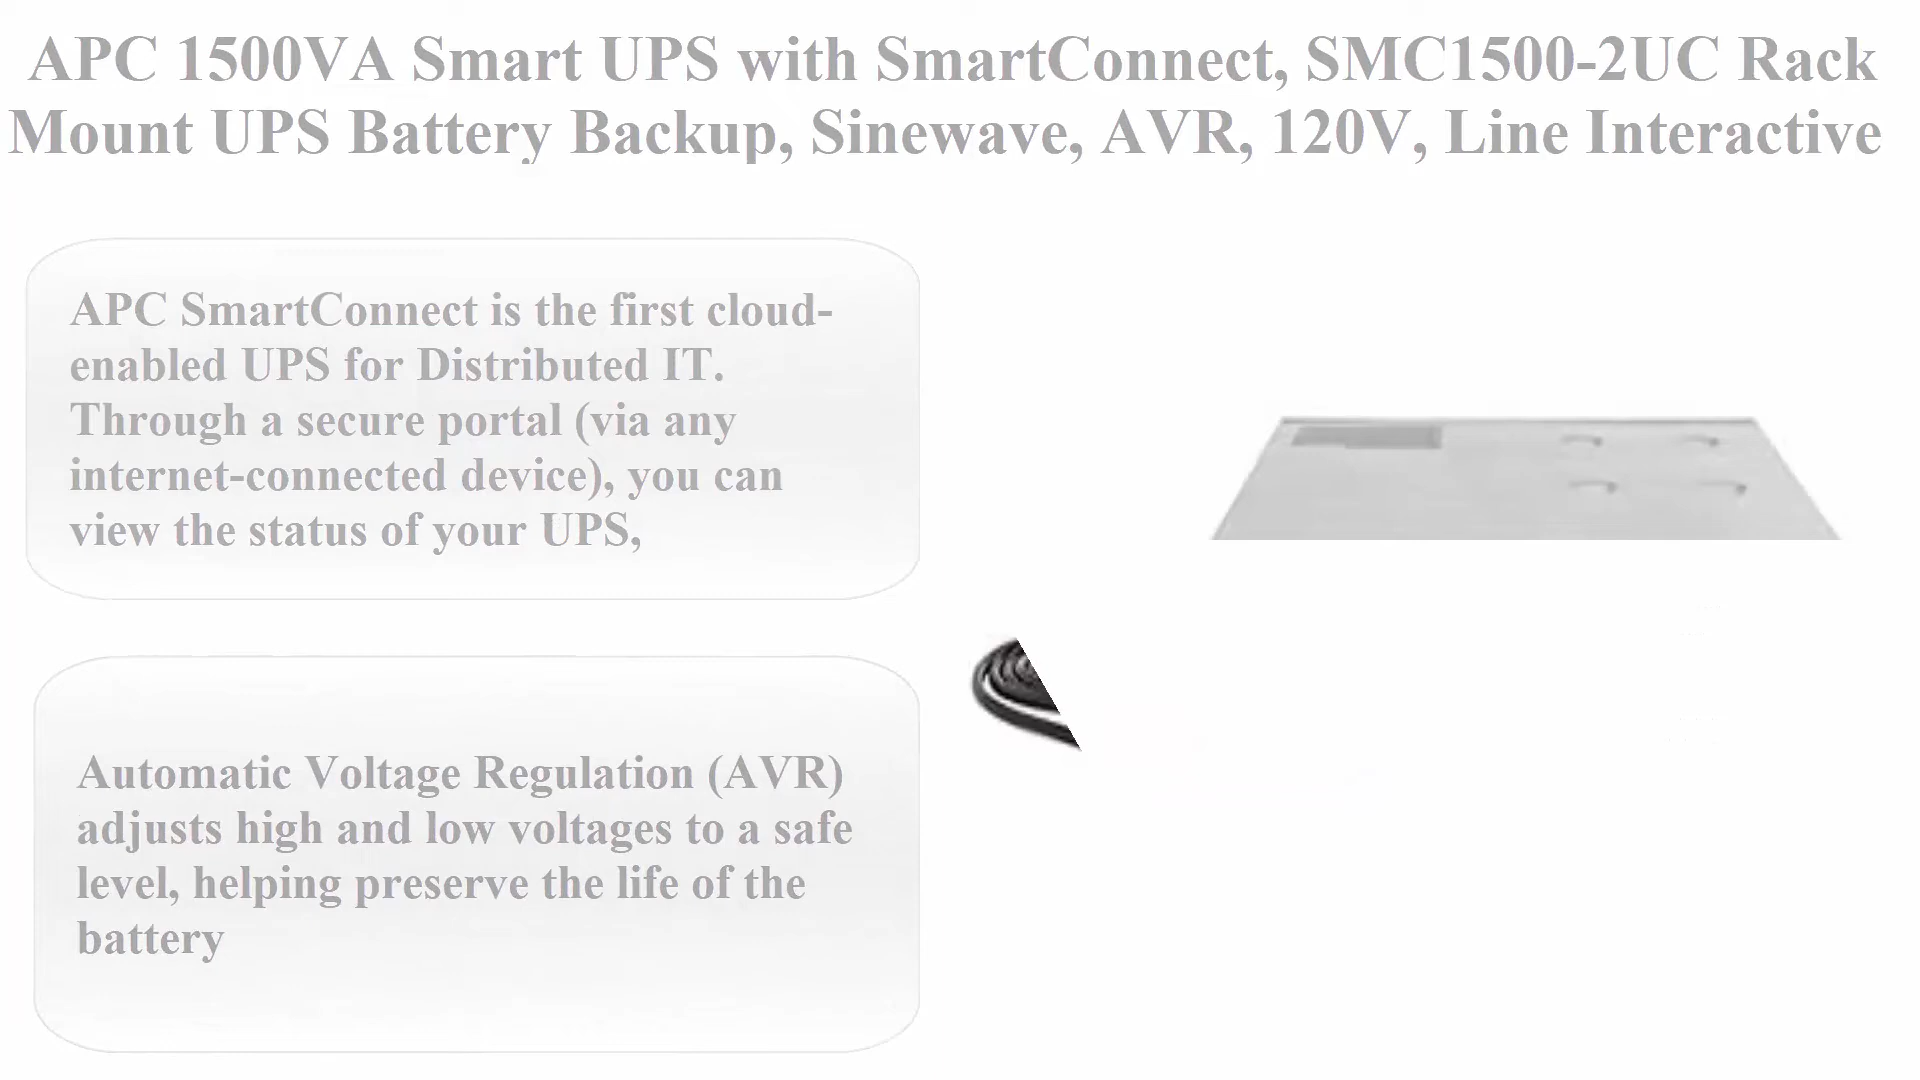 APC 1500VA Smart UPS with SmartConnect, SMC1500-2UC Rack
Mount UPS Battery Backup, Sinewave, AVR, 120V, Line Interactive
APC SmartConnect is the first cloud-
enabled UPS for Distributed IT.
Through a secure portal (via any
internet-connected device), you can
view the status of your UPS,
Automatic Voltage Regulation (AVR)
adjusts high and low voltages to a safe
level, helping preserve the life of the
battery